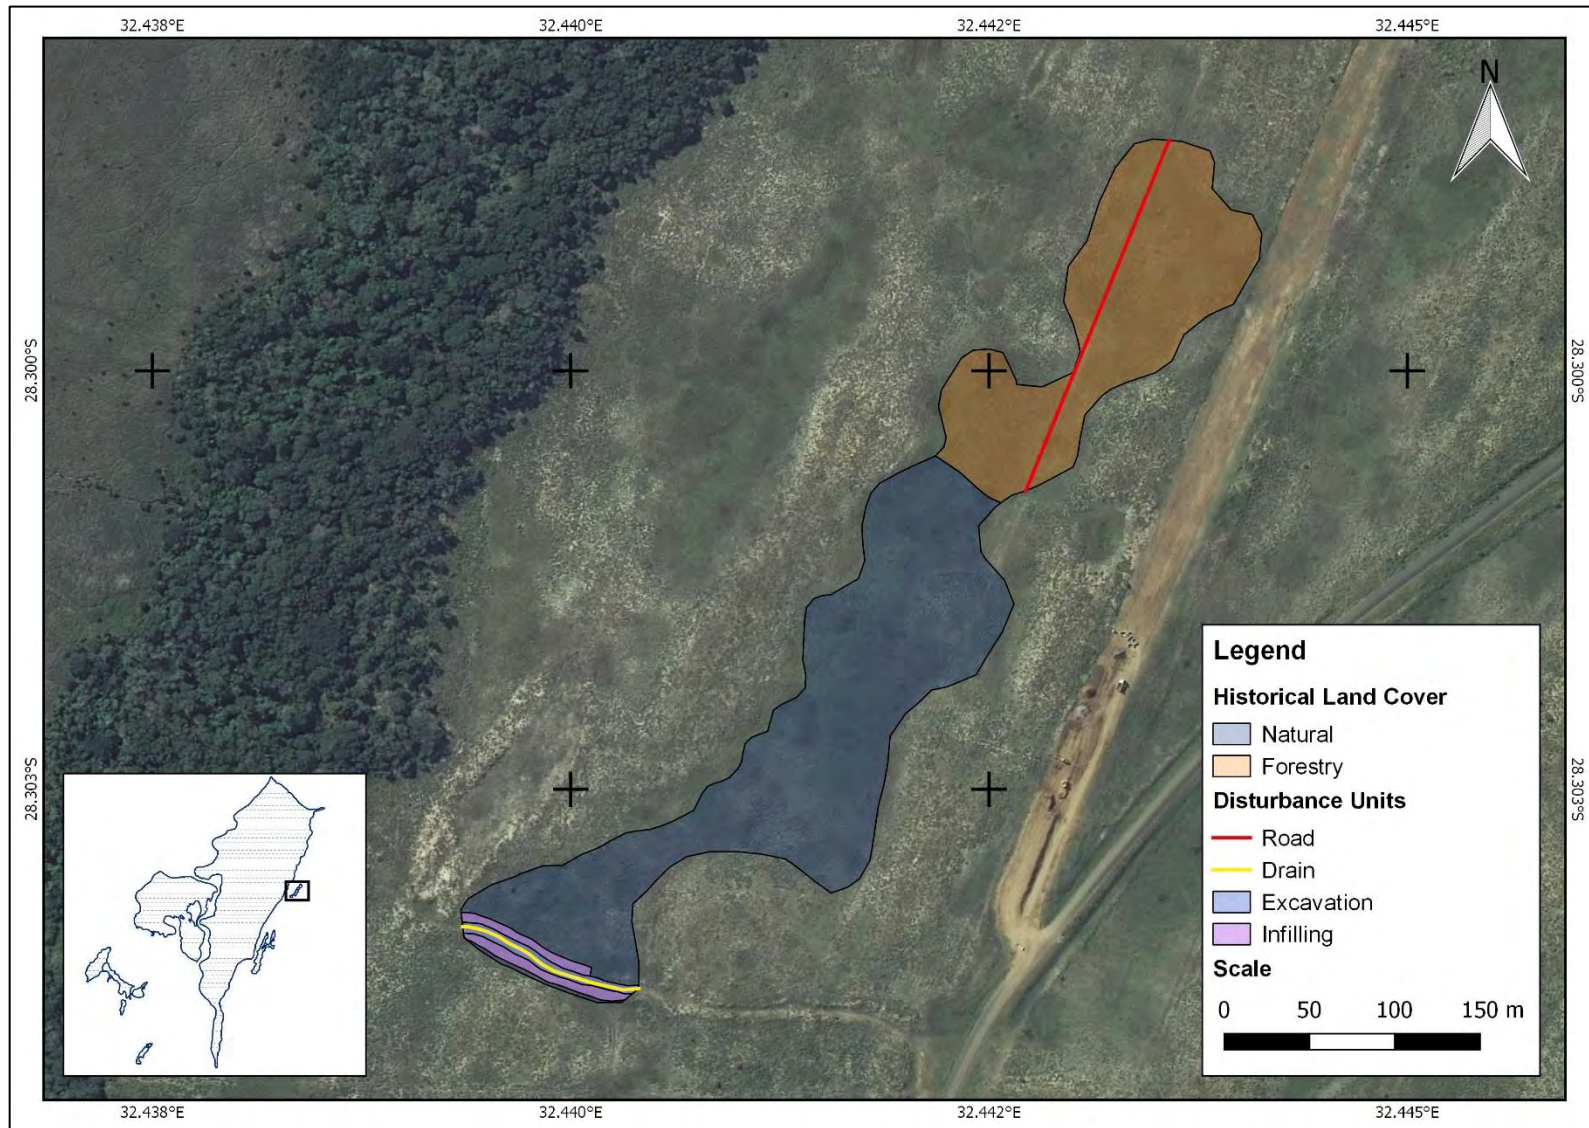 32.438°E 32.440°E 32.442°E 32.445°E
N
28.300°S 28.300°S
28.303°S 28.303°S
Legend
Historical Land Cover
Natural
Forestry
Disturbance Units
Road
Drain
Excavation
Infilling
Scale
0 50 100 150 m
32.438°E 32.440°E 32.442°E 32.445°E